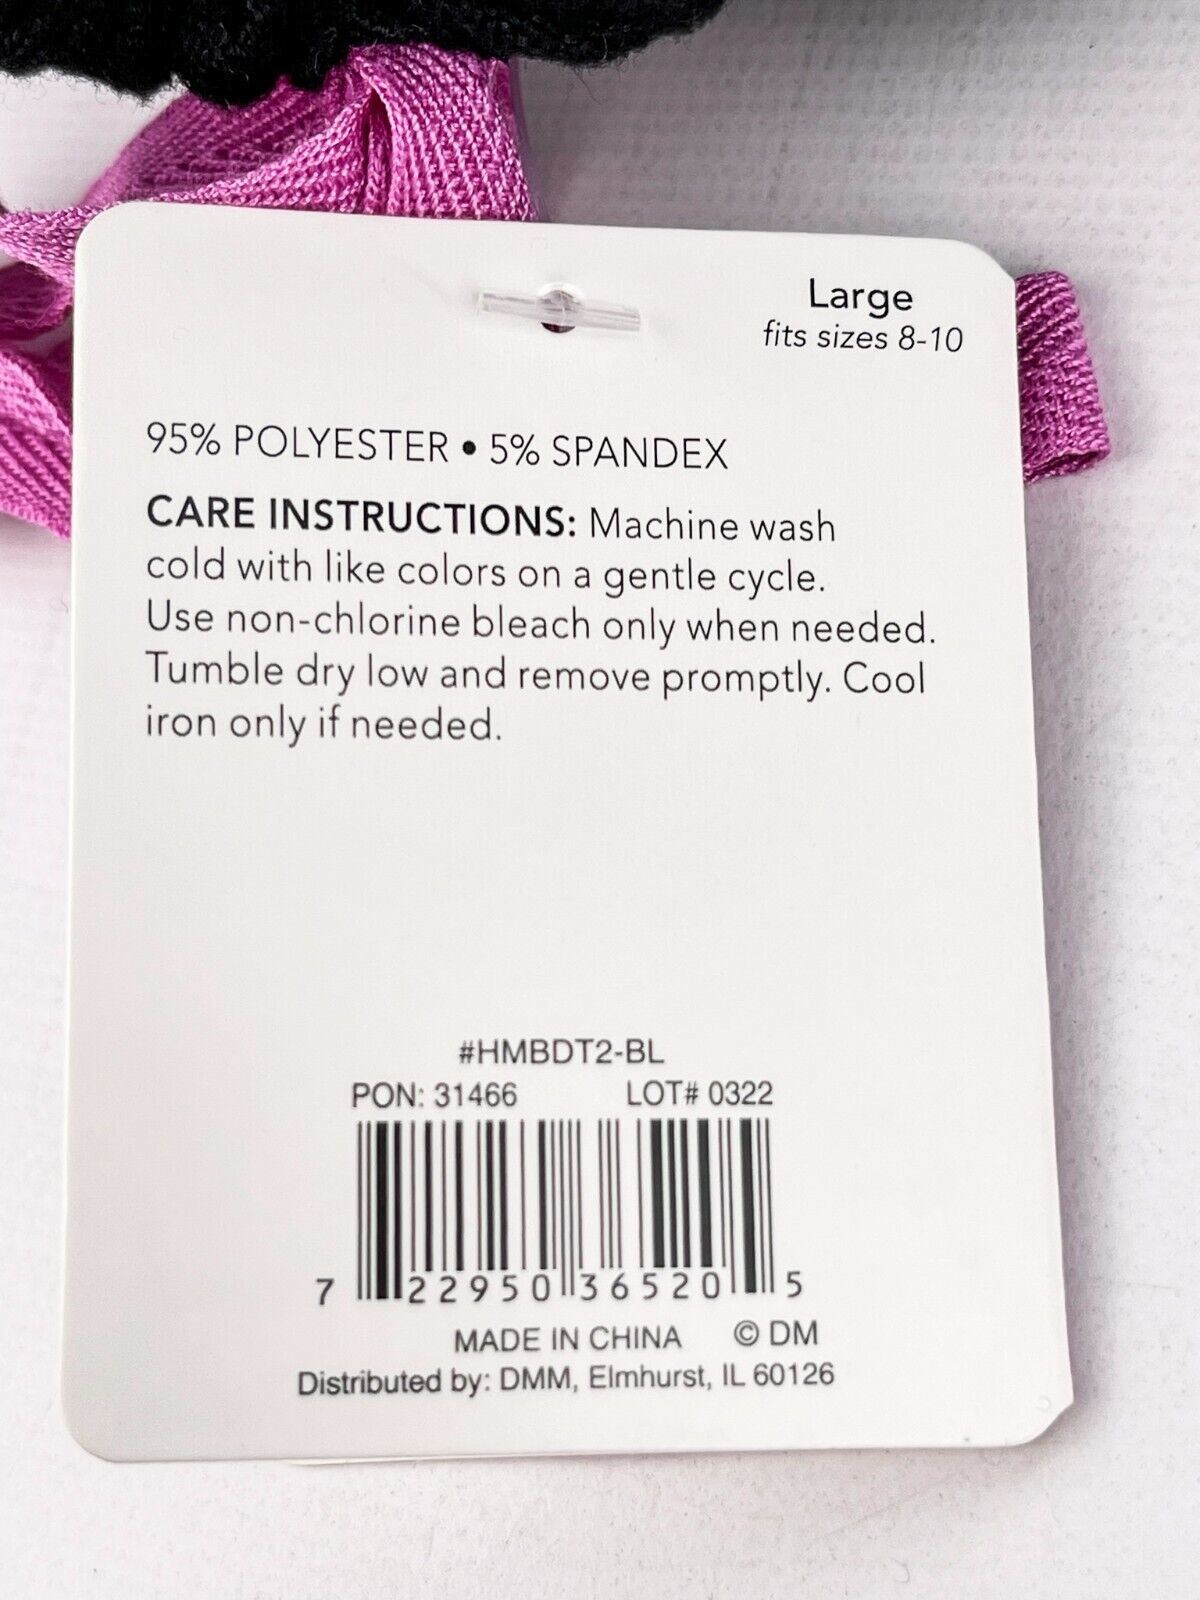 Large
fits sizes 8-10
95% POLYESTER • 5% SPANDEX
CARE INSTRUCTIONS: Machine wash
cold with like colors on a gentle cycle.
Use non-chlorine bleach only when needed.
Tumble dry low and remove promptly. Cool
iron only if needed.
#HMBDT2-BL
PON: 31466 LOT# 0322
7 22950 36520 5
MADE IN CHINA © DM
Distributed by: DMM, Elmhurst, IL 60126